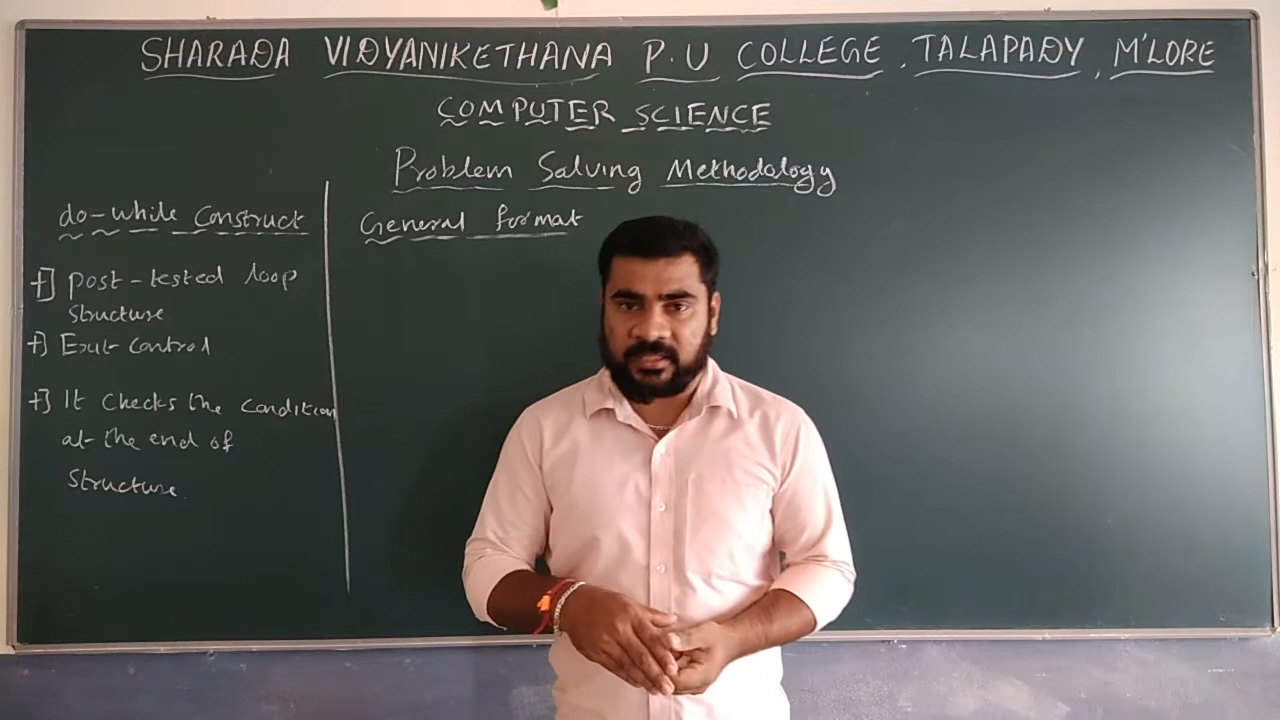 SHARADA VIDYANIKETHANA P.U COLLEGE, TALAPADY, M'LORE
COMPUTER SCIENCE
Problem Solving Methodology
do-while Construct
+] post-tested loop
structure
+] Exit control
+] It checks the condition
at the end of
structure.
General format